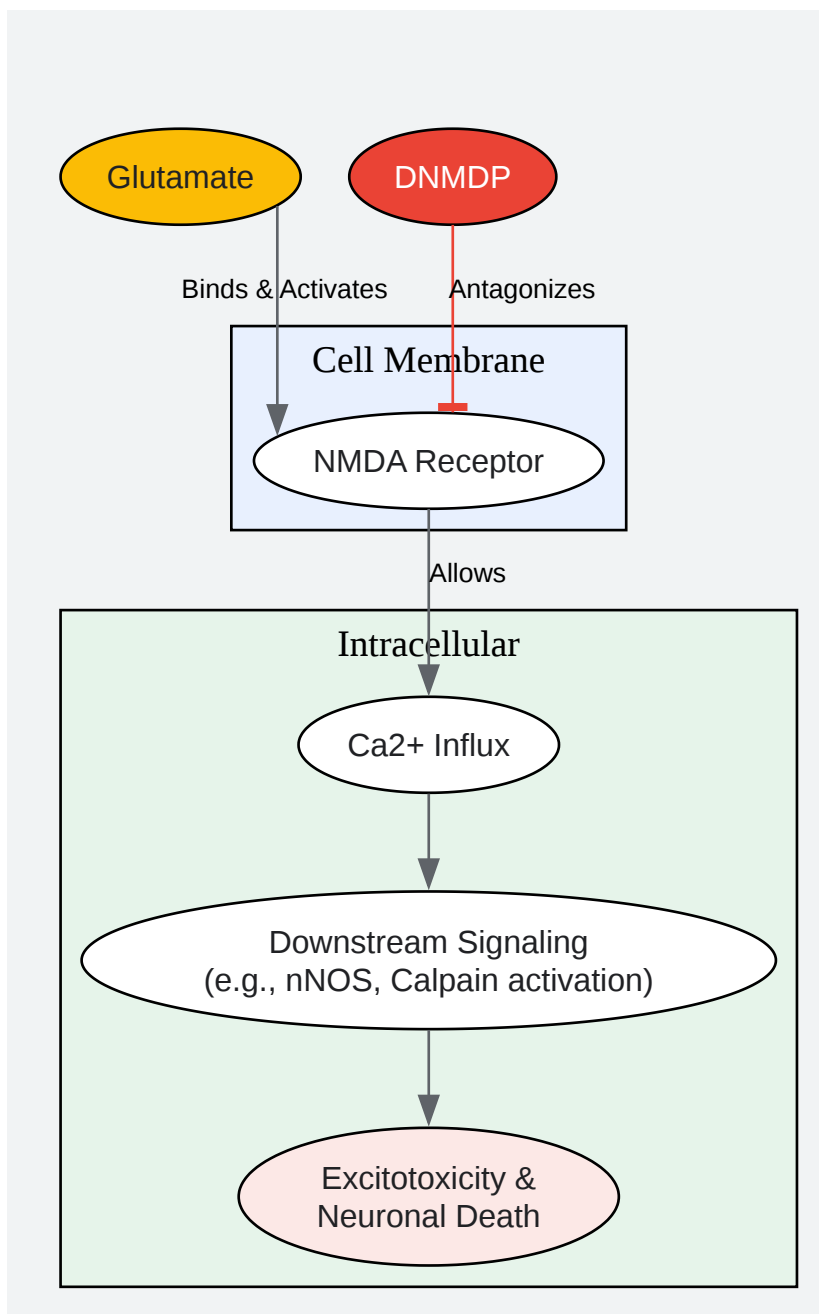 Glutamate
DNMDP
Binds & Activates
Antagonizes
Cell Membrane
NMDA Receptor
Allows
Intracellular
Ca2+ Influx
Downstream Signaling
(e.g., nNOS, Calpain activation)
Excitotoxicity &
Neuronal Death